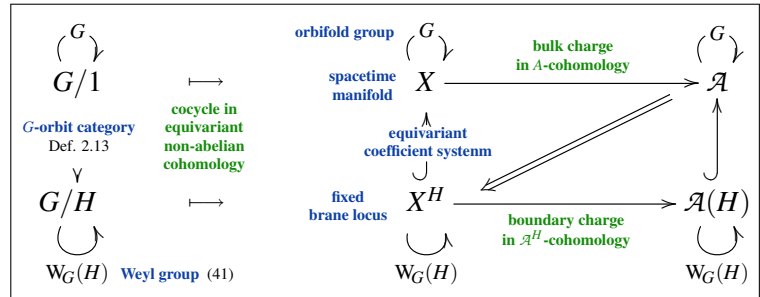 G orbifold group G bulk charge G
in A-cohomology
G/1 ⟼ spacetime X 𝒜
manifold
G-orbit category cocycle in equivariant
Def. 2.13 equivariant coefficient systenm
non-abelian
cohomology
G/H ⟼ fixed X^H 𝒜(H)
brane locus boundary charge
in 𝒜^H-cohomology
W_G(H) Weyl group (41) W_G(H) W_G(H)